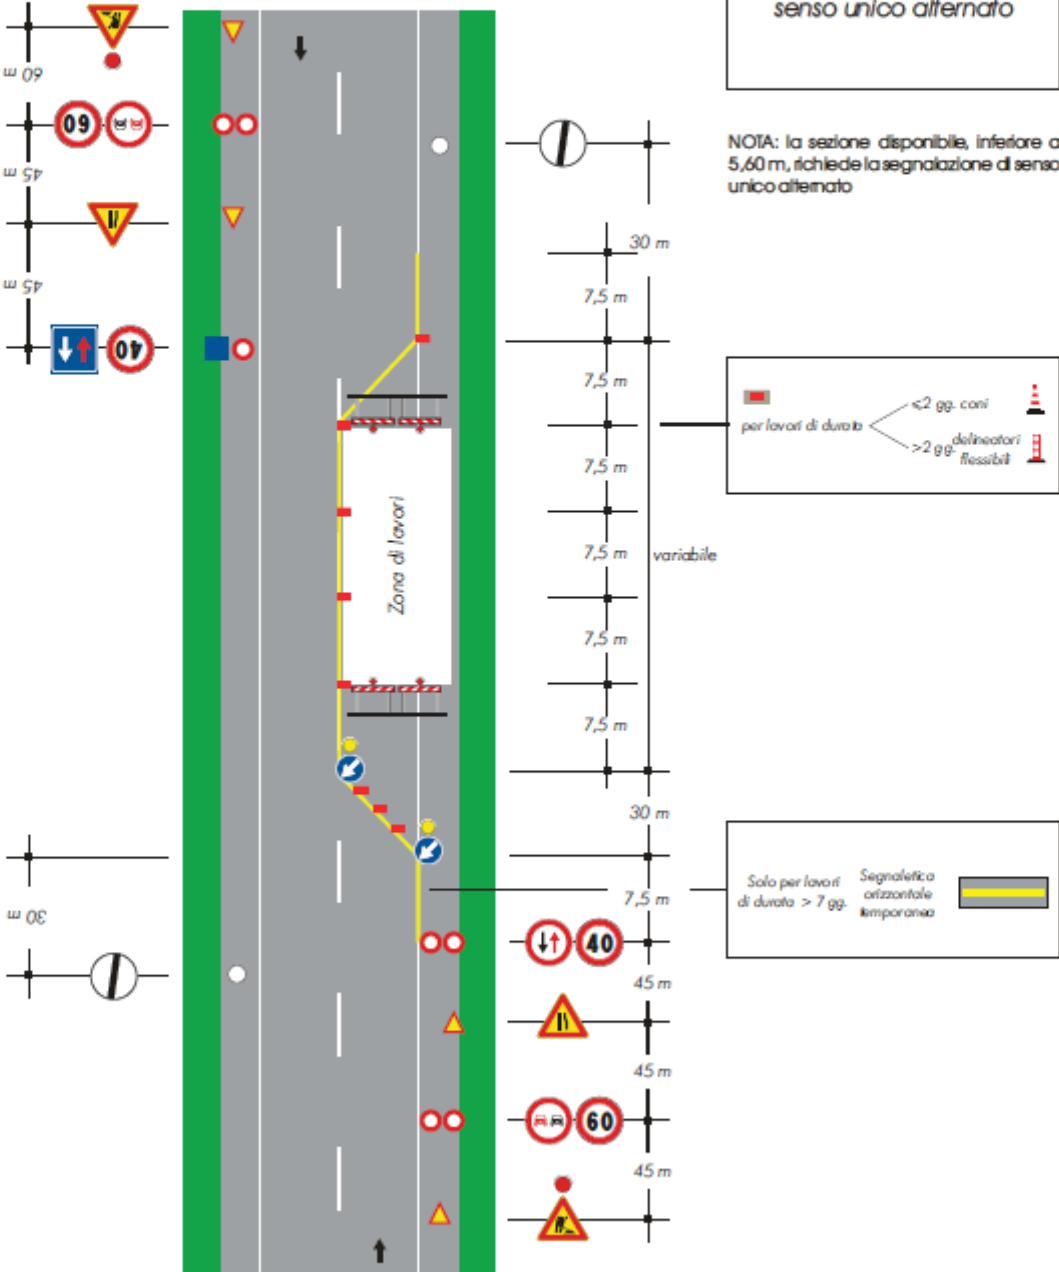 senso unico alternato
NOTA: la sezione disponibile, inferiore a
5,60 m, richiede la segnalazione di senso
unico alternato
60 m
60
45 m
45 m
40
30 m
7,5 m
7,5 m
7,5 m
7,5 m
7,5 m
7,5 m
variabile
Zona di lavori
per lavori di durata
≤2 gg. coni
>2 gg. delineatori
flessibili
30 m
7,5 m
Solo per lavori
di durata > 7 gg.
Segnaletica
orizzontale
temporanea
30 m
40
45 m
45 m
60
45 m